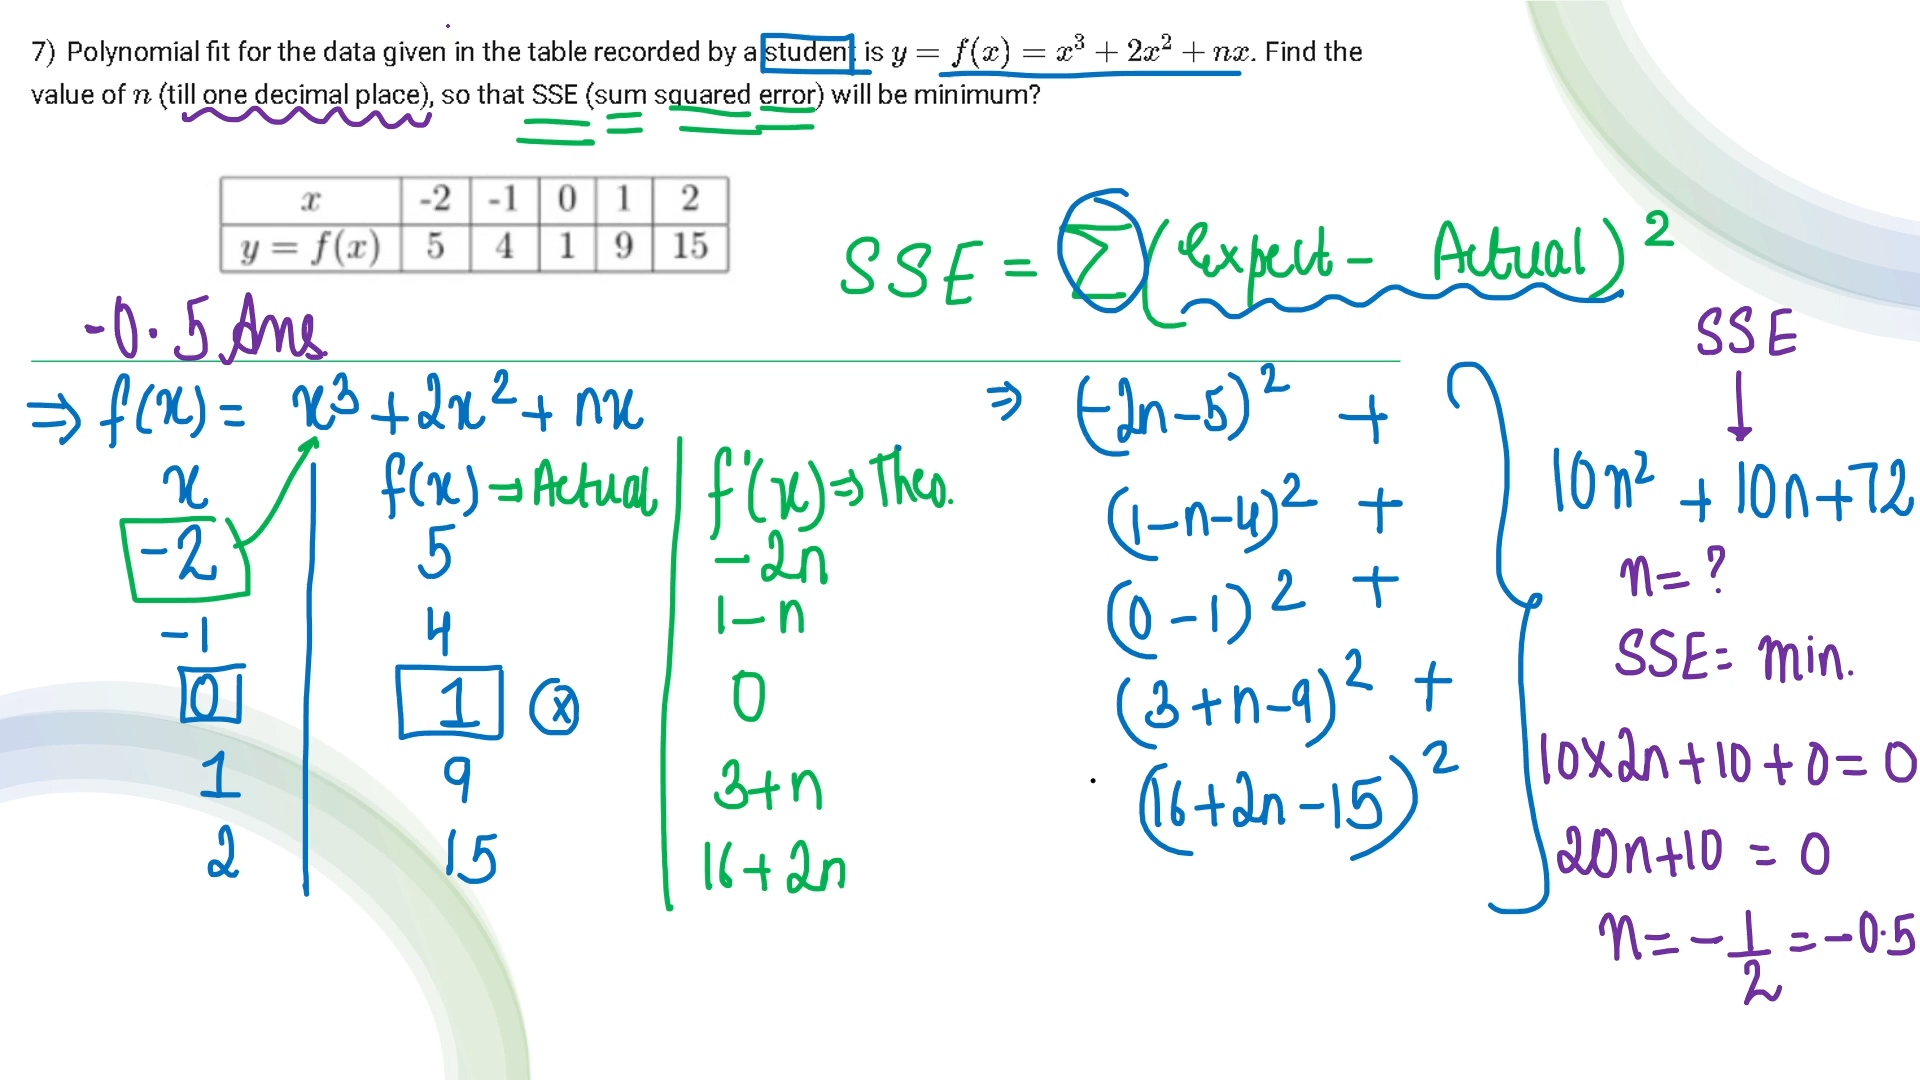 7) Polynomial fit for the data given in the table recorded by a student is y = f(x) = x³ + 2x² + nx. Find the
value of n (till one decimal place), so that SSE (sum squared error) will be minimum?
x -2 -1 0 1 2
y = f(x) 5 4 1 9 15
SSE = Σ(Expect - Actual)²
-0.5 Ans
⇒ f(x) = x³ + 2x² + nx
x f(x) ⇒ Actual f'(x) ⇒ Theo.
-2 5 -2n
-1 4 1-n
0 1 (x) 0
1 9 3+n
2 15 16+2n
⇒ (-2n-5)² +
(1-n-4)² +
(0-1)² +
(3+n-9)² +
(16+2n-15)²
SSE
↓
10n² + 10n + 72
n = ?
SSE = min.
10x2n + 10 + 0 = 0
20n + 10 = 0
n = -1/2 = -0.5